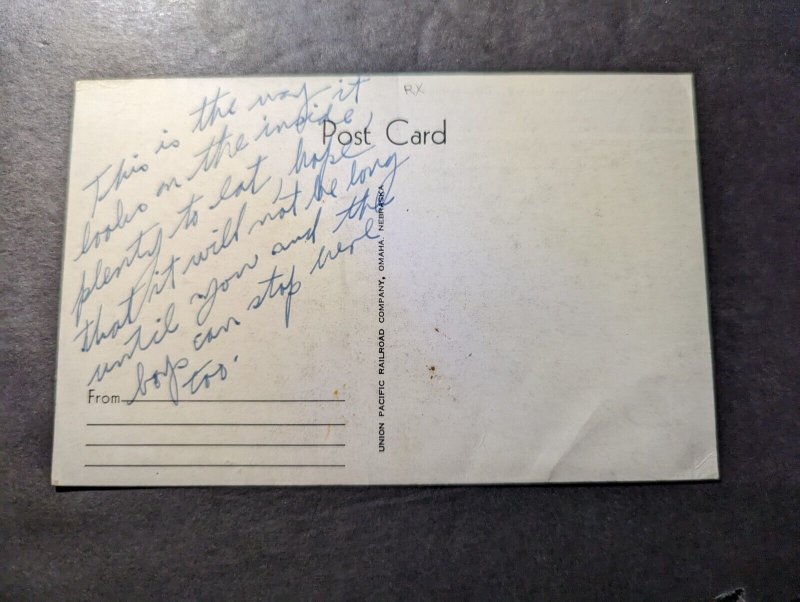 RX
Post Card
This is the way it
looks on the inside,
plenty to eat, hope
that it will not be long
until you and the
boys can stop here
too.
From
UNION PACIFIC RAILROAD COMPANY, OMAHA, NEBRASKA